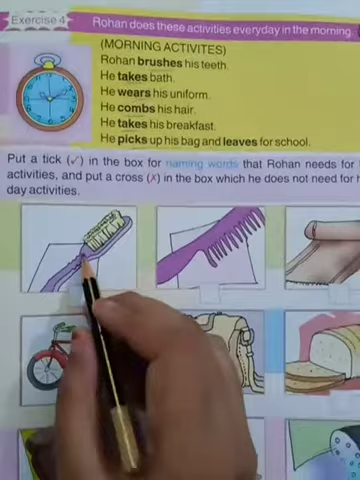 Exercise 4
Rohan does these activities everyday in the morning.
(MORNING ACTIVITES)
Rohan brushes his teeth.
He takes bath.
He wears his uniform.
He combs his hair.
He takes his breakfast.
He picks up his bag and leaves for school.
Put a tick (✓) in the box for naming words that Rohan needs for
activities, and put a cross (✗) in the box which he does not need for
day activities.